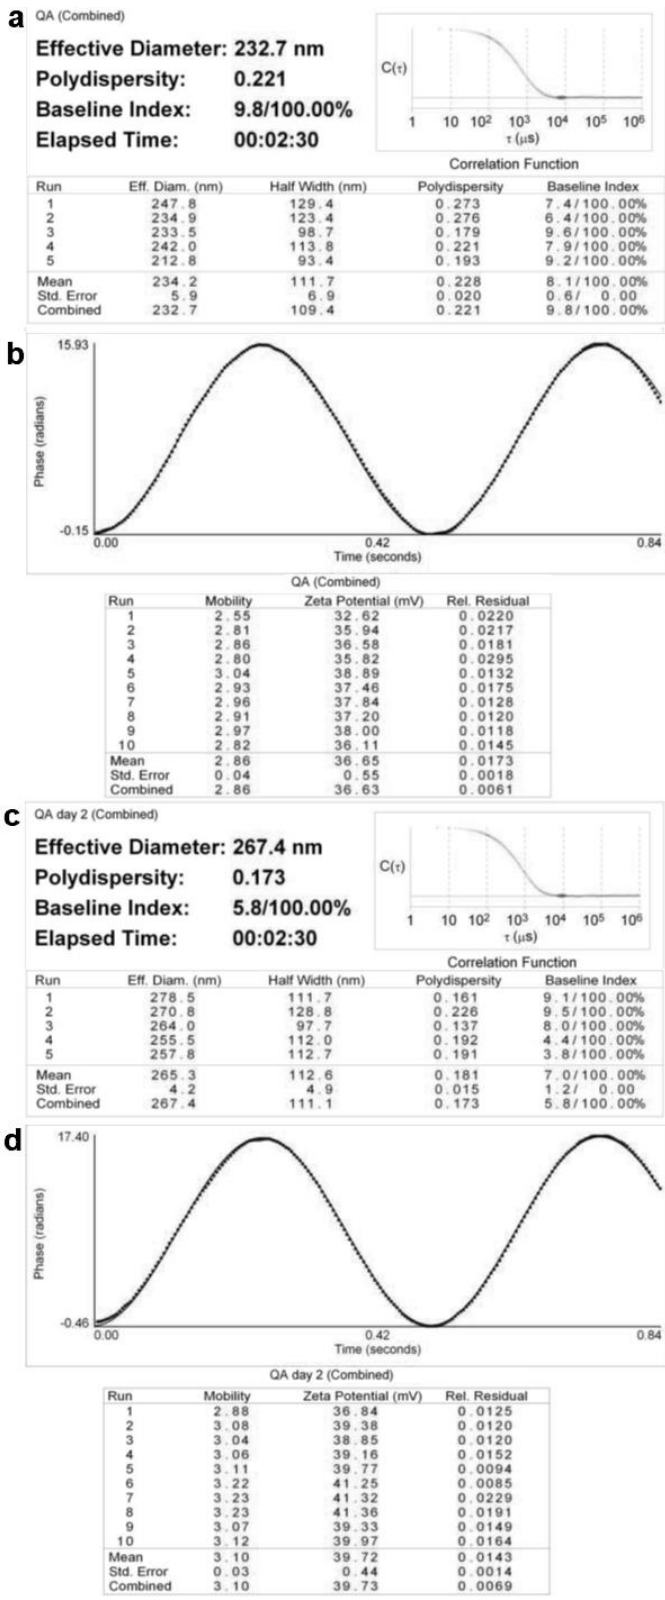 a QA (Combined)
Effective Diameter: 232.7 nm
Polydispersity: 0.221
Baseline Index: 9.8/100.00%
Elapsed Time: 00:02:30
C(τ)
1 10 10² 10³ 10⁴ 10⁵ 10⁶
τ (µs)
Correlation Function
Run Eff. Diam. (nm) Half Width (nm) Polydispersity Baseline Index
1 247.8 129.4 0.273 7.4/100.00%
2 234.9 123.4 0.276 6.4/100.00%
3 233.5 98.7 0.179 9.6/100.00%
4 242.0 113.8 0.221 7.9/100.00%
5 212.8 93.4 0.193 9.2/100.00%
Mean 234.2 111.7 0.228 8.1/100.00%
Std. Error 5.9 6.9 0.020 0.6/ 0.00
Combined 232.7 109.4 0.221 9.8/100.00%
b
15.93
Phase (radians)
-0.15
0.00 0.42 0.84
Time (seconds)
QA (Combined)
Run Mobility Zeta Potential (mV) Rel. Residual
1 2.55 32.62 0.0220
2 2.81 35.94 0.0217
3 2.86 36.58 0.0181
4 2.80 35.82 0.0295
5 3.04 38.89 0.0132
6 2.93 37.46 0.0175
7 2.96 37.84 0.0128
8 2.91 37.20 0.0120
9 2.97 38.00 0.0118
10 2.82 36.11 0.0145
Mean 2.86 36.65 0.0173
Std. Error 0.04 0.55 0.0018
Combined 2.86 36.63 0.0061
c QA day 2 (Combined)
Effective Diameter: 267.4 nm
Polydispersity: 0.173
Baseline Index: 5.8/100.00%
Elapsed Time: 00:02:30
C(τ)
1 10 10² 10³ 10⁴ 10⁵ 10⁶
τ (µs)
Correlation Function
Run Eff. Diam. (nm) Half Width (nm) Polydispersity Baseline Index
1 278.5 111.7 0.161 9.1/100.00%
2 270.8 128.8 0.226 9.5/100.00%
3 264.0 97.7 0.137 8.0/100.00%
4 255.5 112.0 0.192 4.4/100.00%
5 257.8 112.7 0.191 3.8/100.00%
Mean 265.3 112.6 0.181 7.0/100.00%
Std. Error 4.2 4.9 0.015 1.2/ 0.00
Combined 267.4 111.1 0.173 5.8/100.00%
d
17.40
Phase (radians)
-0.46
0.00 0.42 0.84
Time (seconds)
QA day 2 (Combined)
Run Mobility Zeta Potential (mV) Rel. Residual
1 2.88 36.84 0.0125
2 3.08 39.38 0.0120
3 3.04 38.85 0.0120
4 3.06 39.16 0.0152
5 3.11 39.77 0.0094
6 3.22 41.25 0.0085
7 3.23 41.32 0.0229
8 3.23 41.36 0.0191
9 3.07 39.33 0.0149
10 3.12 39.97 0.0164
Mean 3.10 39.72 0.0143
Std. Error 0.03 0.44 0.0014
Combined 3.10 39.73 0.0069